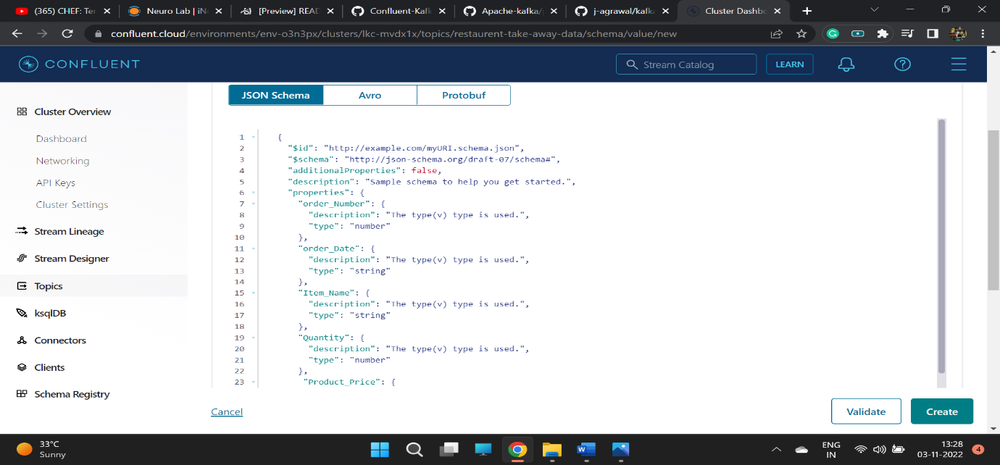 (365) CHEF: Ter
Neuro Lab | iNe
[Preview] READ
Confluent-Kafk
Apache-kafka/p
j-agrawal/kafka
Cluster Dashbo
confluent.cloud/environments/env-o3n3px/clusters/lkc-mvdx1x/topics/restaurent-take-away-data/schema/value/new
CONFLUENT
Stream Catalog
LEARN
Cluster Overview
Dashboard
Networking
API Keys
Cluster Settings
Stream Lineage
Stream Designer
Topics
ksqlDB
Connectors
Clients
Schema Registry
JSON Schema
Avro
Protobuf
1 {
2 "$id": "http://example.com/myURI.schema.json",
3 "$schema": "http://json-schema.org/draft-07/schema#",
4 "additionalProperties": false,
5 "description": "Sample schema to help you get started.",
6 "properties": {
7 "order_Number": {
8 "description": "The type(v) type is used.",
9 "type": "number"
10 },
11 "order_Date": {
12 "description": "The type(v) type is used.",
13 "type": "string"
14 },
15 "Item_Name": {
16 "description": "The type(v) type is used.",
17 "type": "string"
18 },
19 "Quantity": {
20 "description": "The type(v) type is used.",
21 "type": "number"
22 },
23 "Product_Price": {
Cancel
Validate
Create
33°C
Sunny
ENG
IN
13:28
03-11-2022
4